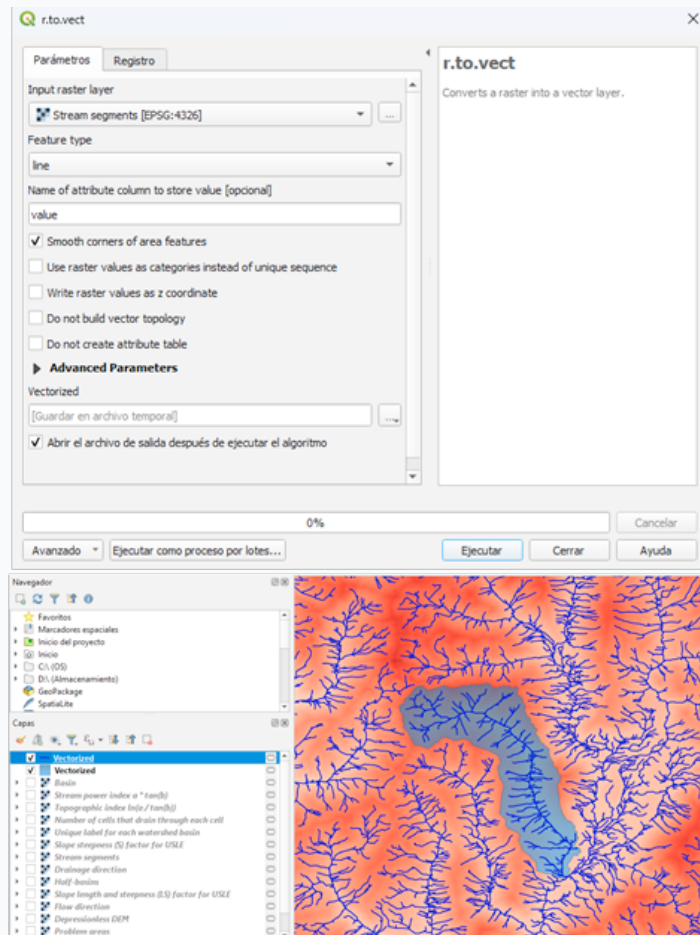 r.to.vect
Parámetros
Registro
Input raster layer
Stream segments [EPSG:4326]
...
Feature type
line
Name of attribute column to store value [opcional]
value
Smooth corners of area features
Use raster values as categories instead of unique sequence
Write raster values as z coordinate
Do not build vector topology
Do not create attribute table
Advanced Parameters
Vectorized
[Guardar en archivo temporal]
...
Abrir el archivo de salida después de ejecutar el algoritmo
r.to.vect
Converts a raster into a vector layer.
0%
Cancelar
Avanzado
Ejecutar como proceso por lotes...
Ejecutar
Cerrar
Ayuda
Navegador
Favoritos
Marcadores espaciales
Inicio del proyecto
Inicio
C:\ (OS)
D:\ (Almacenamiento)
GeoPackage
SpatiaLite
Capas
Vectorized
Vectorized
Basin
Stream power index a * tan(b)
Topographic index ln(a / tan(b))
Number of cells that drain through each cell
Unique label for each watershed basin
Slope steepness (S) factor for USLE
Stream segments
Drainage direction
Half-basins
Slope length and steepness (LS) factor for USLE
Flow direction
Depressionless DEM
Problem areas